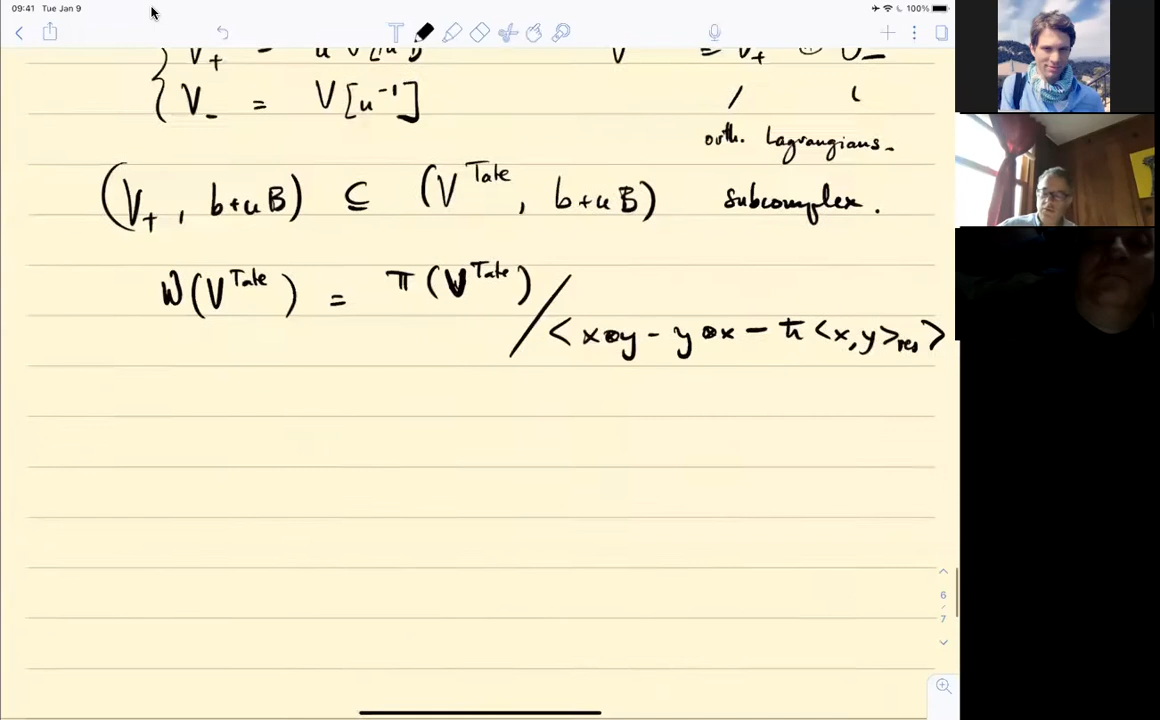 09:41 Tue Jan 9 100%
V₊ = u V[u
V₋ = V[u⁻¹]
V = V₊ ⊕ V₋
orth. Lagrangians.
(V₊, b+uB) ⊆ (V^Tate, b+uB) subcomplex.
W(V^Tate) = T(V^Tate) / <x⊗y - y⊗x - ħ<x,y>res>
6
/
7